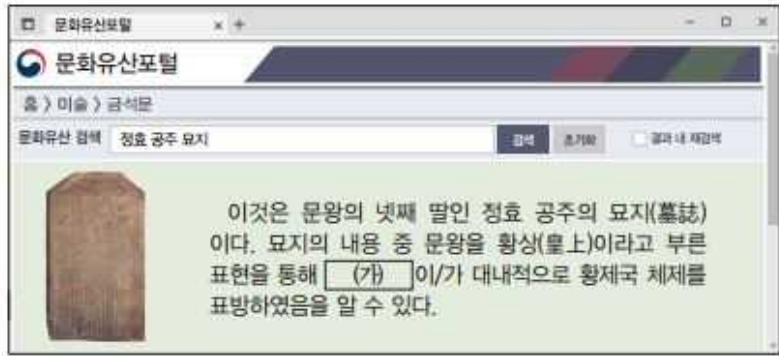 문화유산포털 × +
문화유산포털
홈 > 미술 > 금석문
문화유산 검색 정효 공주 묘지 검색 초기화 결과 내 재검색
이것은 문왕의 넷째 딸인 정효 공주의 묘지(墓誌)
이다. 묘지의 내용 중 문왕을 황상(皇上)이라고 부른
표현을 통해 (가) 이/가 대내적으로 황제국 체제를
표방하였음을 알 수 있다.